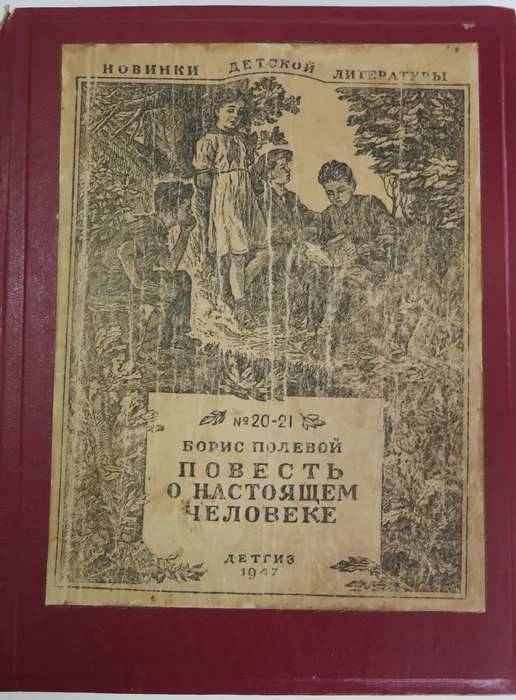 НОВИНКИ ДЕТСКОЙ ЛИТЕРАТУРЫ
№ 20-21
БОРИС ПОЛЕВОЙ
ПОВЕСТЬ
О НАСТОЯЩЕМ
ЧЕЛОВЕКЕ
ДЕТГИЗ
1947